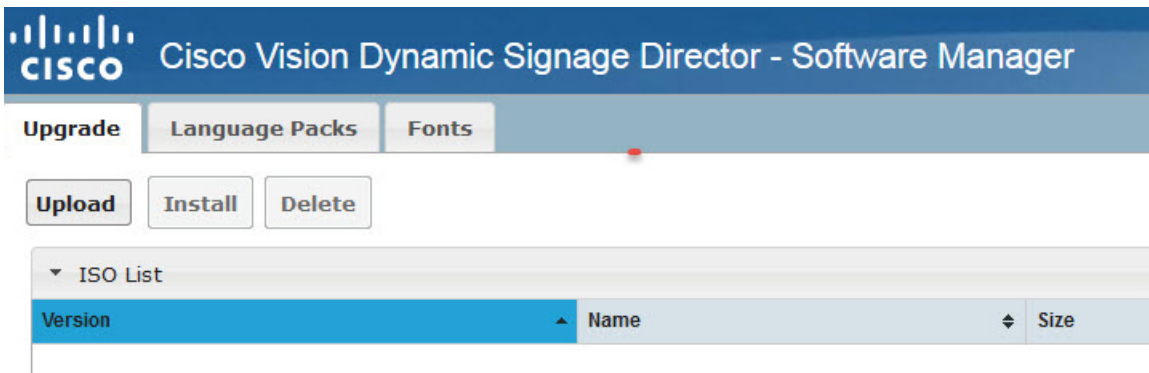 CISCO Cisco Vision Dynamic Signage Director - Software Manager
Upgrade Language Packs Fonts
Upload Install Delete
ISO List
Version Name Size